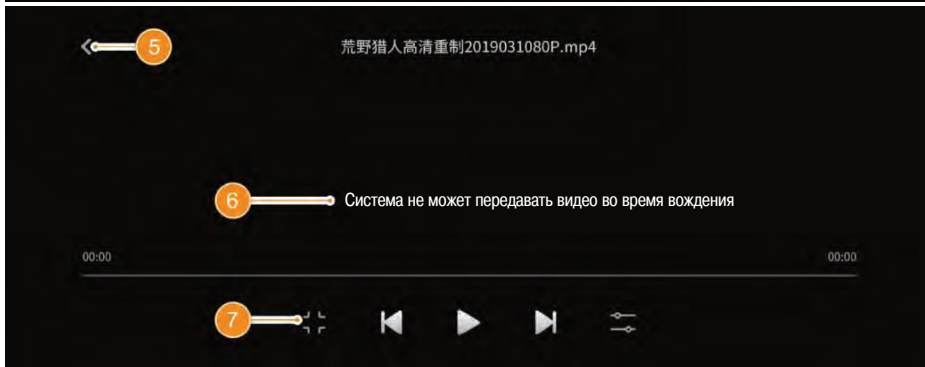 5
荒野猎人高清重制2019031080P.mp4
6
Система не может передавать видео во время вождения
00:00
00:00
7